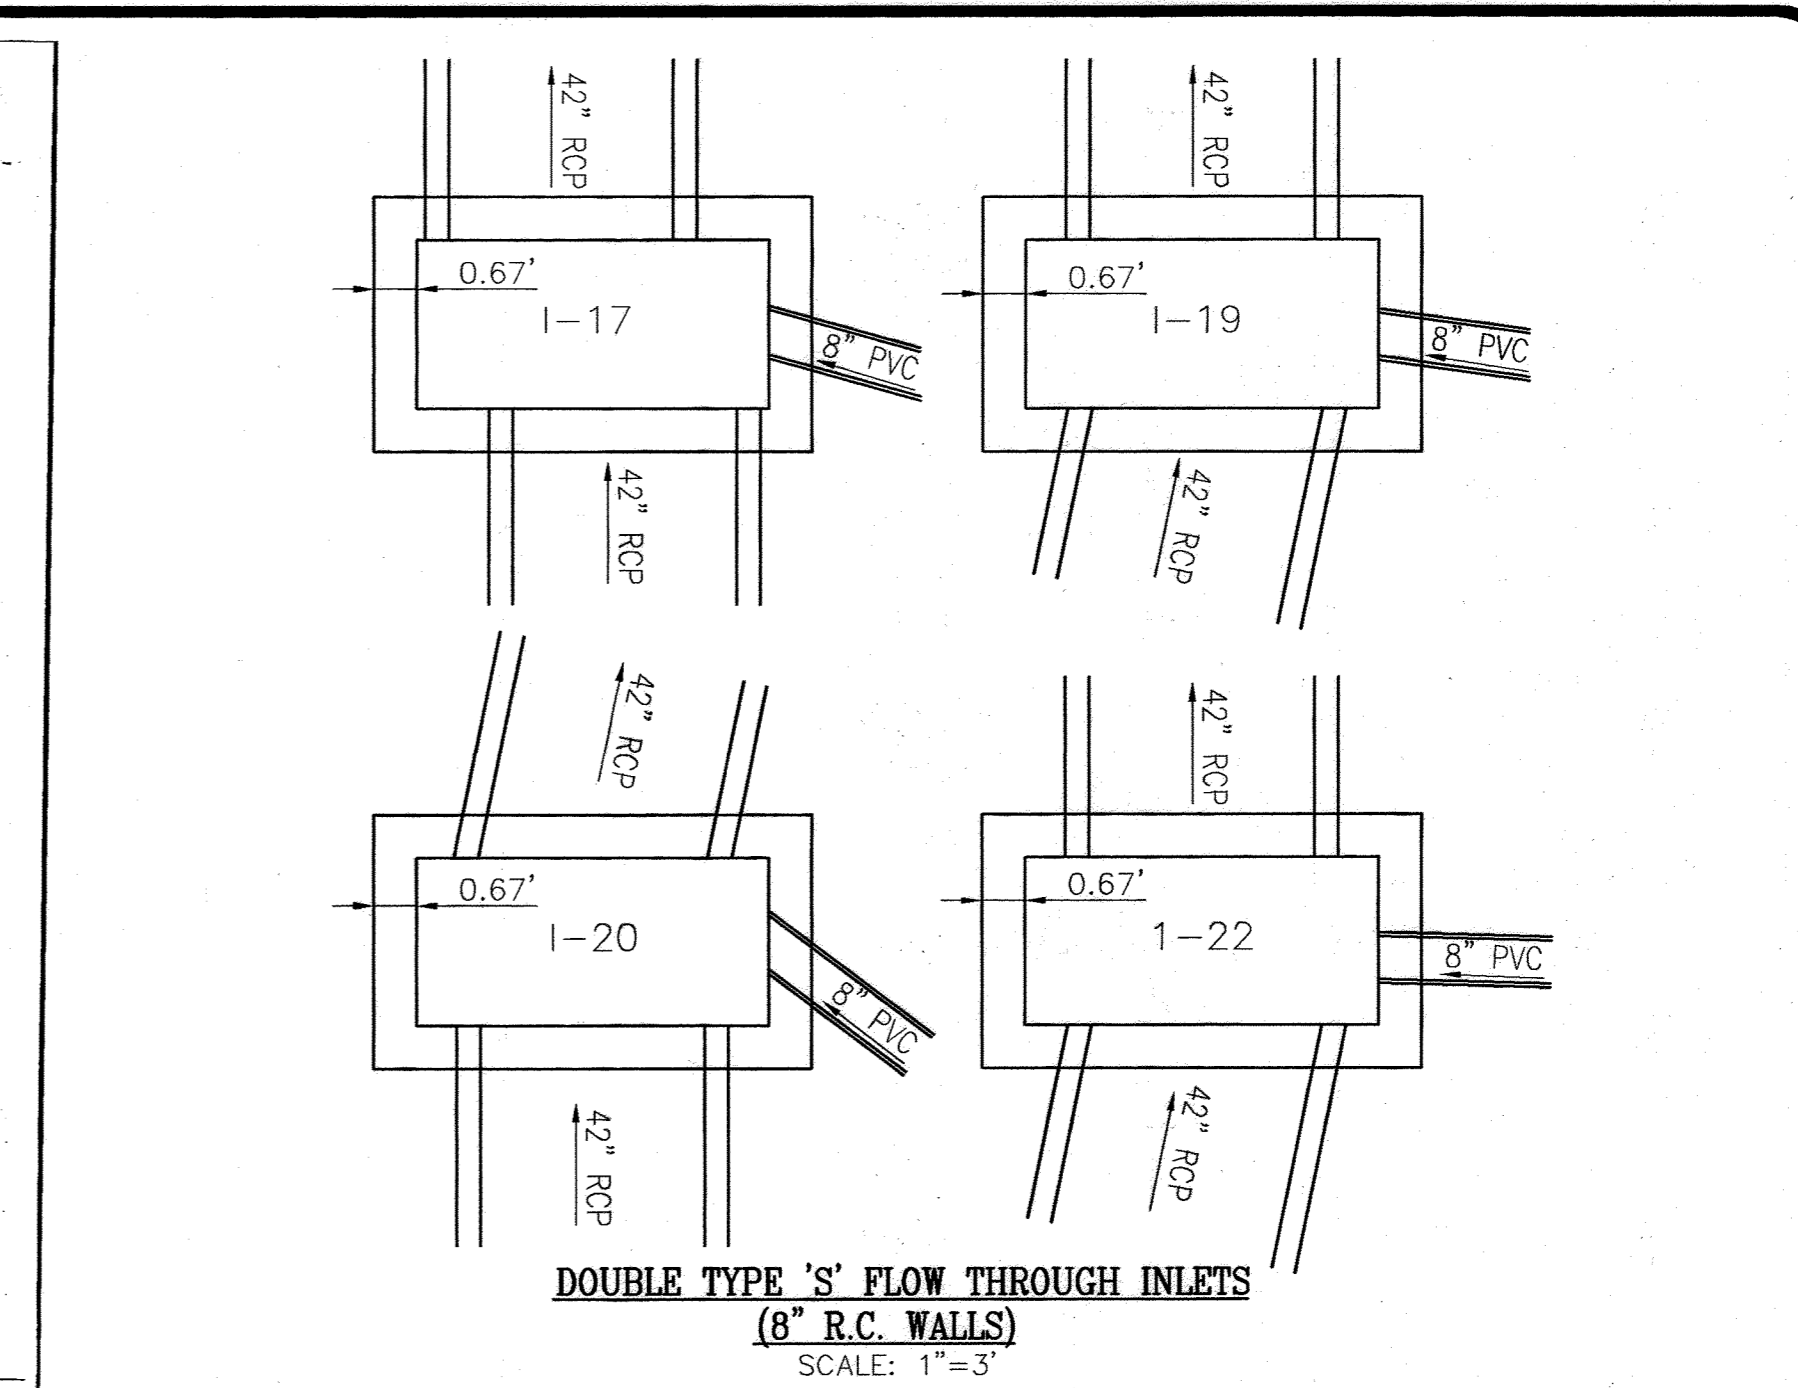 42" RCP
0.67'
I-17
8" PVC
42" RCP
42" RCP
0.67'
I-19
8" PVC
42" RCP
42" RCP
0.67'
I-20
8" PVC
42" RCP
42" RCP
0.67'
1-22
8" PVC
42" RCP
DOUBLE TYPE 'S' FLOW THROUGH INLETS
(8" R.C. WALLS)
SCALE: 1"=3'